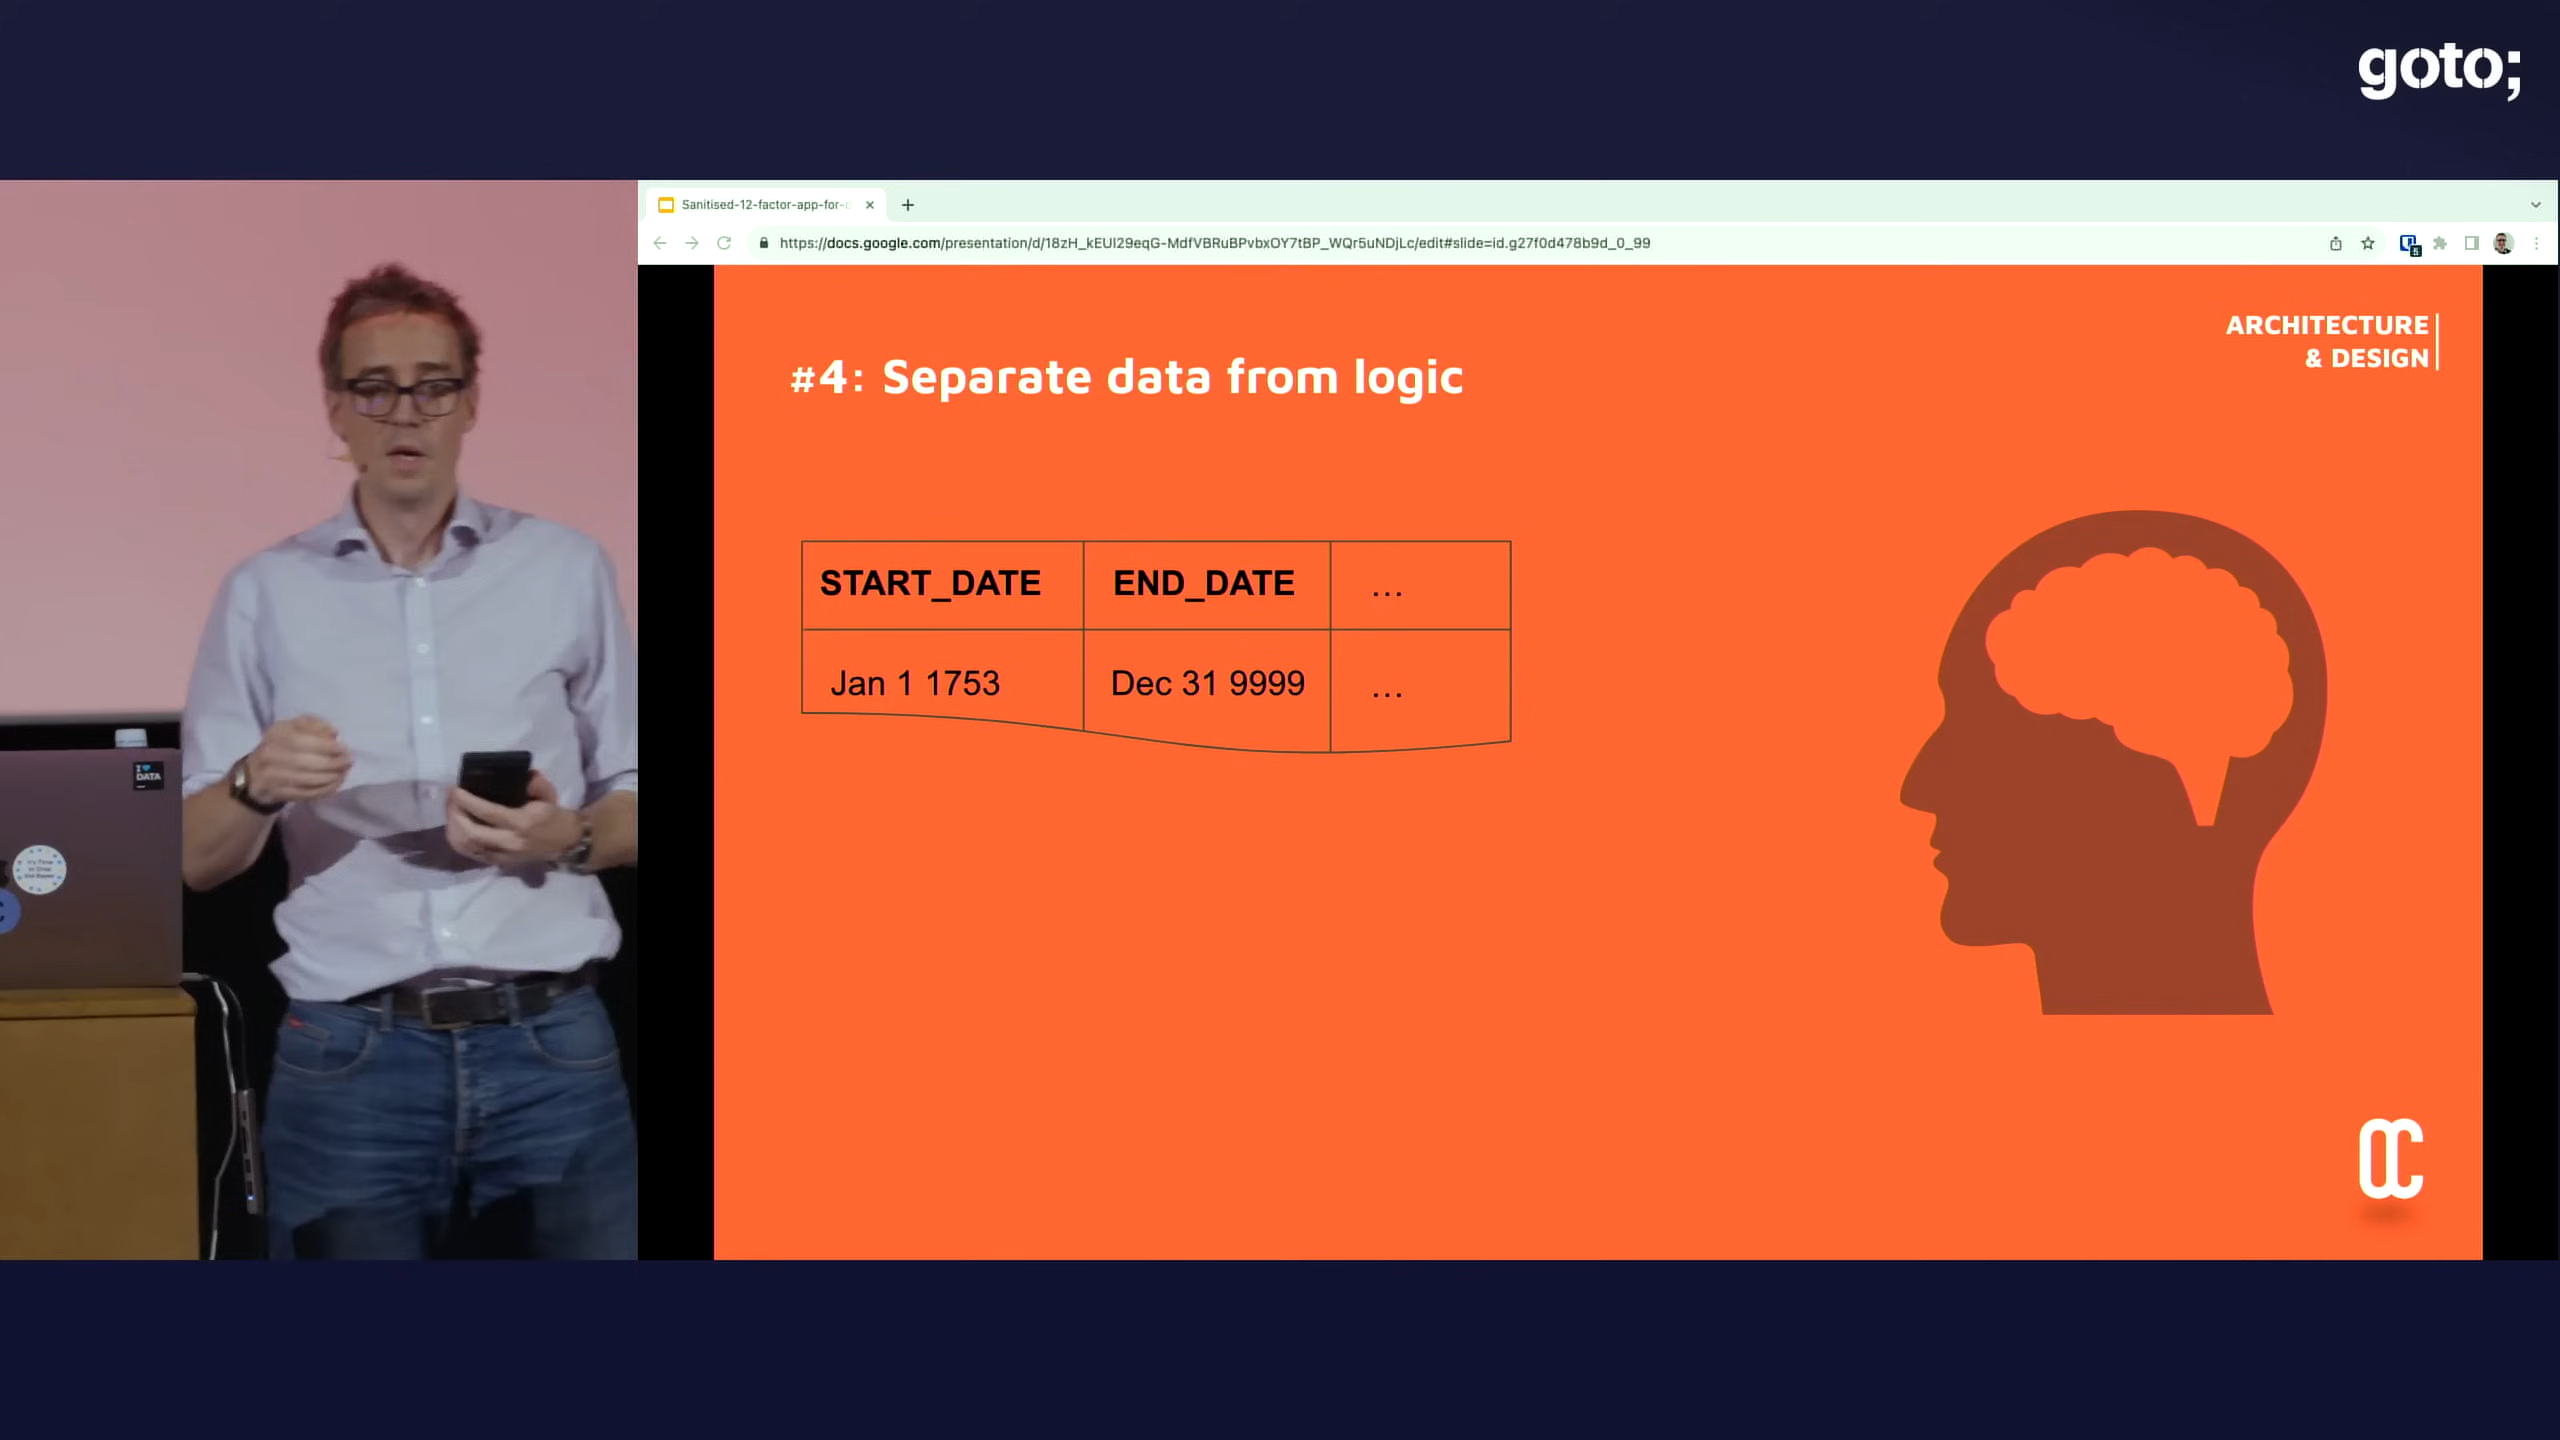 goto;
Sanitised-12-factor-app-for-
https://docs.google.com/presentation/d/18zH_kEUI29eqG-MdfVBRuBPvbxOY7tBP_WQr5uNDjLc/edit#slide=id.g27f0d478b9d_0_99
ARCHITECTURE
& DESIGN
#4: Separate data from logic
START_DATE END_DATE ...
Jan 1 1753 Dec 31 9999 ...
I
DATA